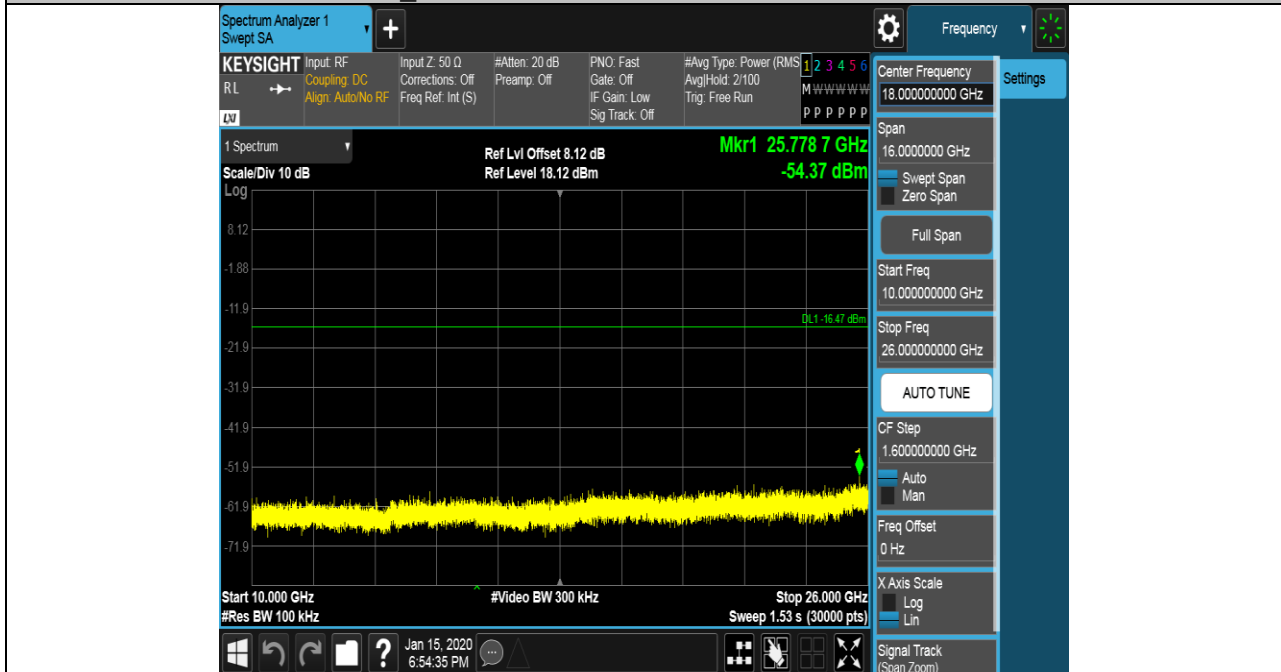 Spectrum Analyzer 1
Swept SA
+
Frequency
KEYSIGHT
RL
LXI
Input: RF
Coupling: DC
Align: Auto/No RF
Input Z: 50 Ω
Corrections: Off
Freq Ref: Int (S)
#Atten: 20 dB
Preamp: Off
PNO: Fast
Gate: Off
IF Gain: Low
Sig Track: Off
#Avg Type: Power (RMS
Avg|Hold: 2/100
Trig: Free Run
1 2 3 4 5 6
M W W W W W
P P P P P P
1 Spectrum
Scale/Div 10 dB
Log
Ref Lvl Offset 8.12 dB
Ref Level 18.12 dBm
Mkr1 25.778 7 GHz
-54.37 dBm
8.12
-1.88
-11.9
DL1 -16.47 dBm
-21.9
-31.9
-41.9
-51.9
1
-61.9
-71.9
Start 10.000 GHz
#Res BW 100 kHz
#Video BW 300 kHz
Stop 26.000 GHz
Sweep 1.53 s (30000 pts)
?
Jan 15, 2020
6:54:35 PM
Center Frequency
18.000000000 GHz
Settings
Span
16.0000000 GHz
Swept Span
Zero Span
Full Span
Start Freq
10.000000000 GHz
Stop Freq
26.000000000 GHz
AUTO TUNE
CF Step
1.600000000 GHz
Auto
Man
Freq Offset
0 Hz
X Axis Scale
Log
Lin
Signal Track
(Span Zoom)